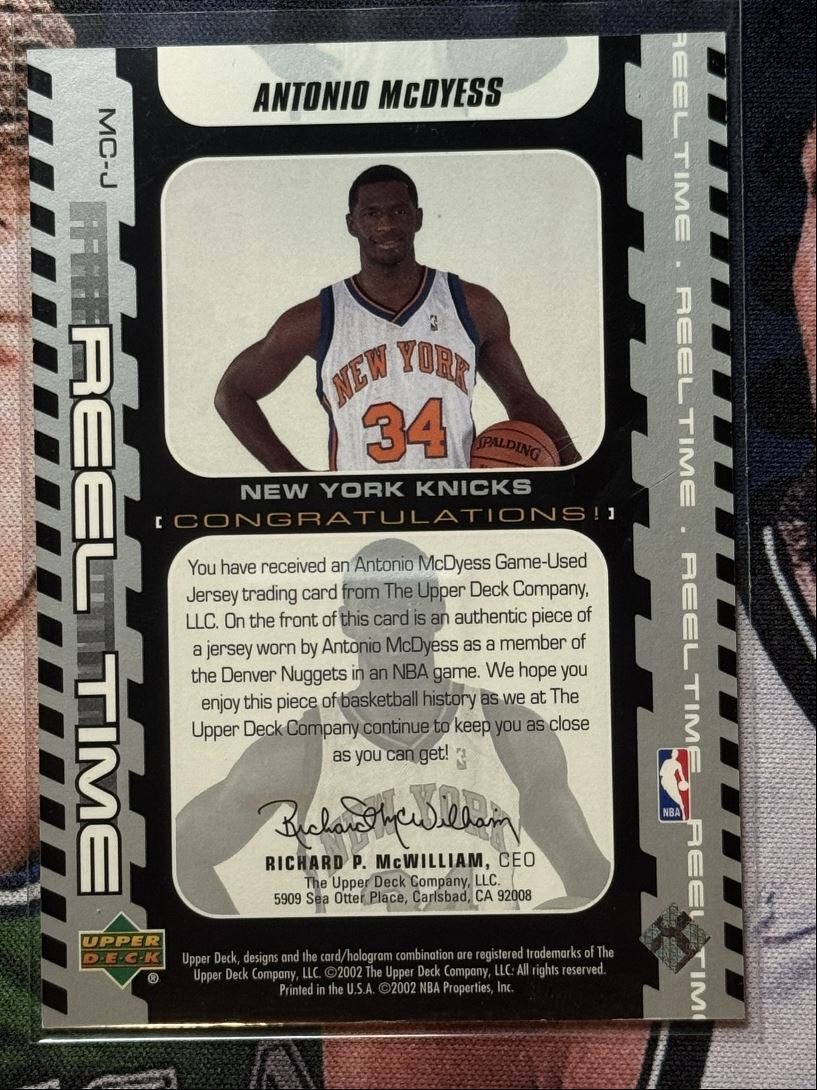 ANTONIO McDYESS
MC-J
REEL TIME
REEL TIME . REEL TIME . REEL TIME . REEL TIME
NEW YORK
34
SPALDING
NEW YORK KNICKS
[ CONGRATULATIONS! ]
You have received an Antonio McDyess Game-Used
Jersey trading card from The Upper Deck Company,
LLC. On the front of this card is an authentic piece of
a jersey worn by Antonio McDyess as a member of
the Denver Nuggets in an NBA game. We hope you
enjoy this piece of basketball history as we at The
Upper Deck Company continue to keep you as close
as you can get!
NEW YORK
34
Richard P. McWilliam
RICHARD P. McWILLIAM, CEO
The Upper Deck Company, LLC.
5909 Sea Otter Place, Carlsbad, CA 92008
NBA
UPPER
D·E·C·K
®
Upper Deck, designs and the card/hologram combination are registered trademarks of The
Upper Deck Company, LLC. ©2002 The Upper Deck Company, LLC. All rights reserved.
Printed in the U.S.A. ©2002 NBA Properties, Inc.